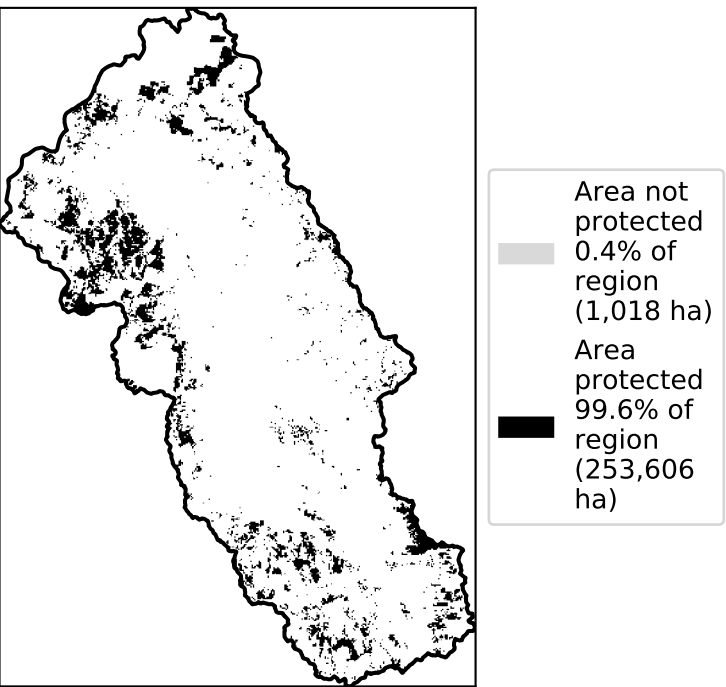 Area not
protected
0.4% of
region
(1,018 ha)
Area
protected
99.6% of
region
(253,606
ha)